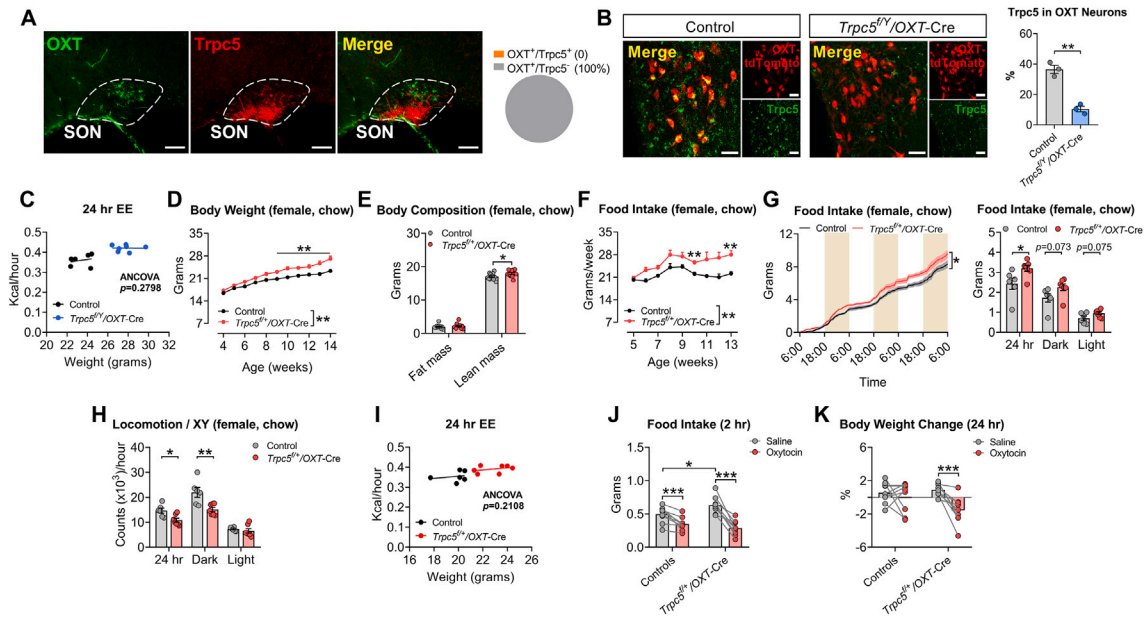 A
OXT
Trpc5
Merge
SON
SON
SON
OXT+/Trpc5+ (0)
OXT+/Trpc5- (100%)
B
Control
Trpc5f/Y/OXT-Cre
Merge
OXT
tdTomato
Trpc5
Merge
OXT
tdTomato
Trpc5
Trpc5 in OXT Neurons
%
60
40
20
0
**
Control
Trpc5f/Y/OXT-Cre
C
24 hr EE
Kcal/hour
0.5
0.4
0.3
0.2
0.1
0.0
ANCOVA
p=0.2798
Control
Trpc5f/Y/OXT-Cre
20 22 24 26 28 30 32
Weight (grams)
D
Body Weight (female, chow)
Grams
35
28
21
14
7
**
Control
Trpc5f/+/OXT-Cre
**
4 6 8 10 12 14
Age (weeks)
E
Body Composition (female, chow)
Grams
30
20
10
0
Control
Trpc5f/+/OXT-Cre
*
Fat mass
Lean mass
F
Food Intake (female, chow)
Grams/week
35
28
21
14
7
** **
Control
Trpc5f/+/OXT-Cre
**
5 7 9 11 13
Age (weeks)
G
Food Intake (female, chow)
Control
Trpc5f/+/OXT-Cre
Grams
12
8
4
0
*
6:00
18:00
6:00
18:00
6:00
18:00
6:00
Time
Food Intake (female, chow)
Control
Trpc5f/+/OXT-Cre
Grams
5
4
3
2
1
0
*
p=0.073
p=0.075
24 hr Dark Light
H
Locomotion / XY (female, chow)
Counts (x103)/hour
40
30
20
10
0
Control
Trpc5f/+/OXT-Cre
* **
24 hr Dark Light
I
24 hr EE
Kcal/hour
0.6
0.4
0.2
0.0
ANCOVA
p=0.2108
Control
Trpc5f/+/OXT-Cre
16 18 20 22 24 26
Weight (grams)
J
Food Intake (2 hr)
Saline
Oxytocin
Grams
1.5
1.0
0.5
0.0
*
*** ***
Controls
Trpc5f/+/OXT-Cre
K
Body Weight Change (24 hr)
Saline
Oxytocin
%
6
3
0
-3
-6
***
Controls
Trpc5f/+/OXT-Cre